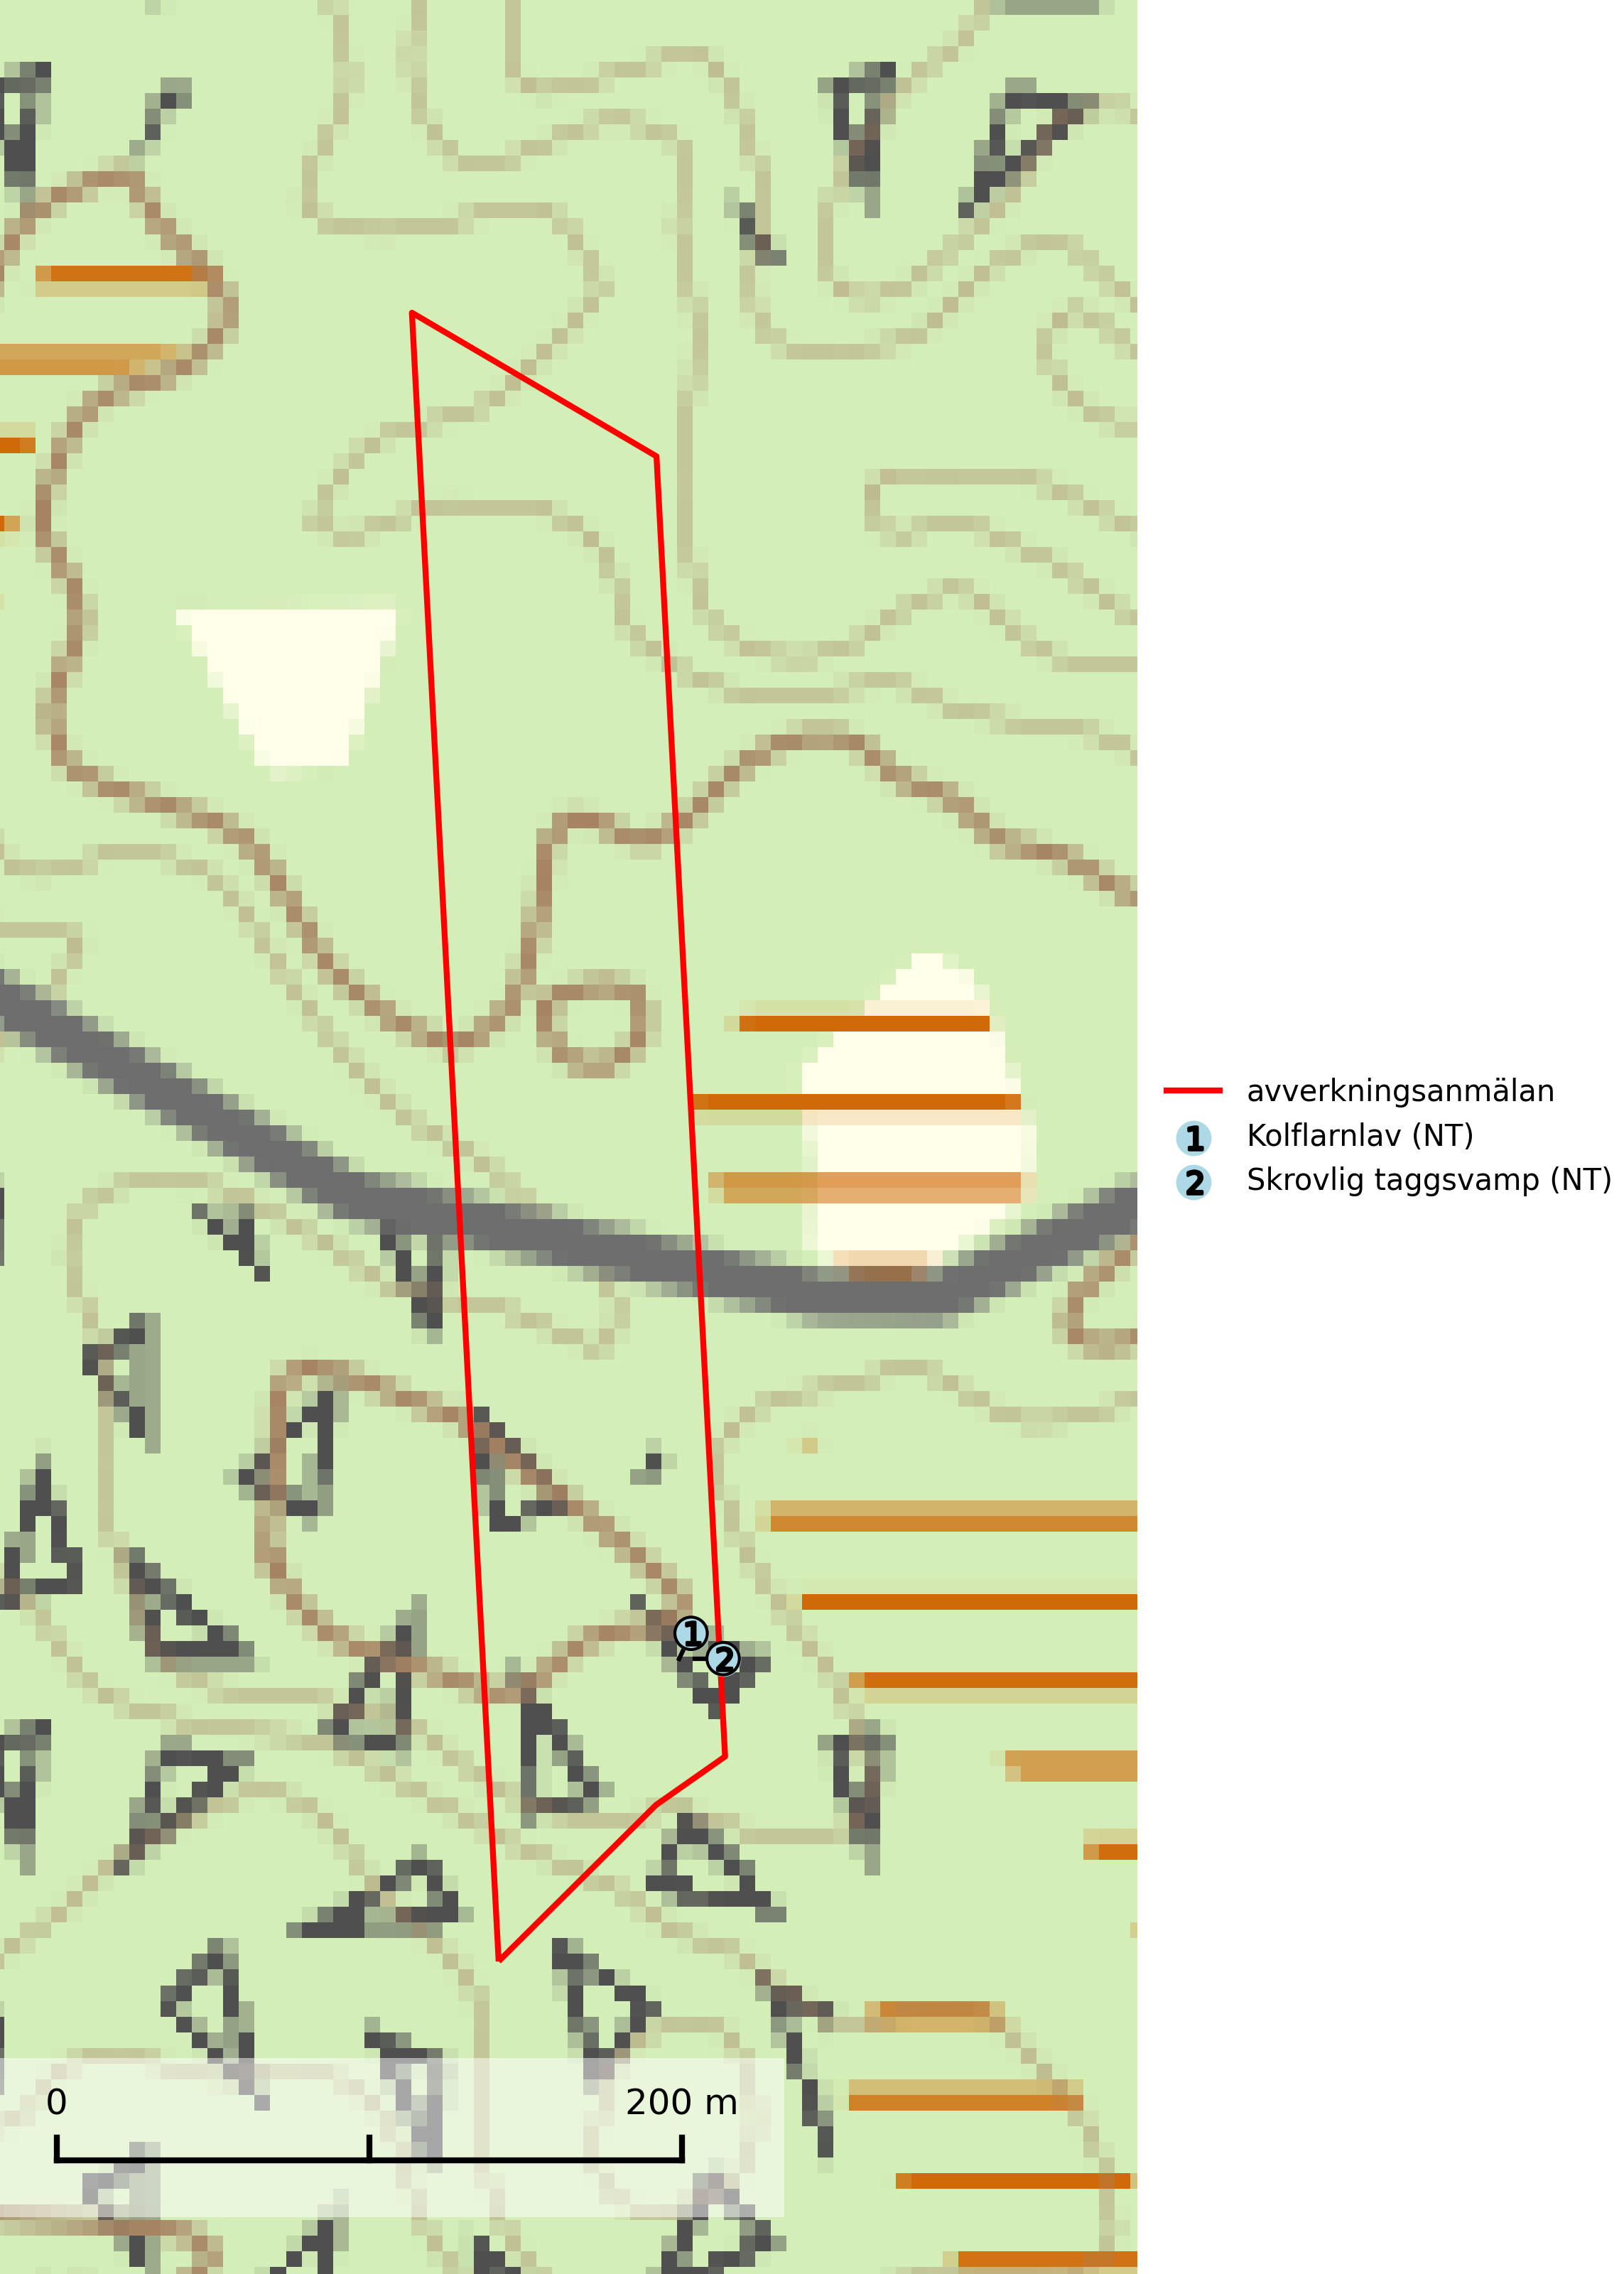 avverkningsanmälan
1 Kolflarnlav (NT)
2 Skrovlig taggsvamp (NT)
1
2
0 200 m